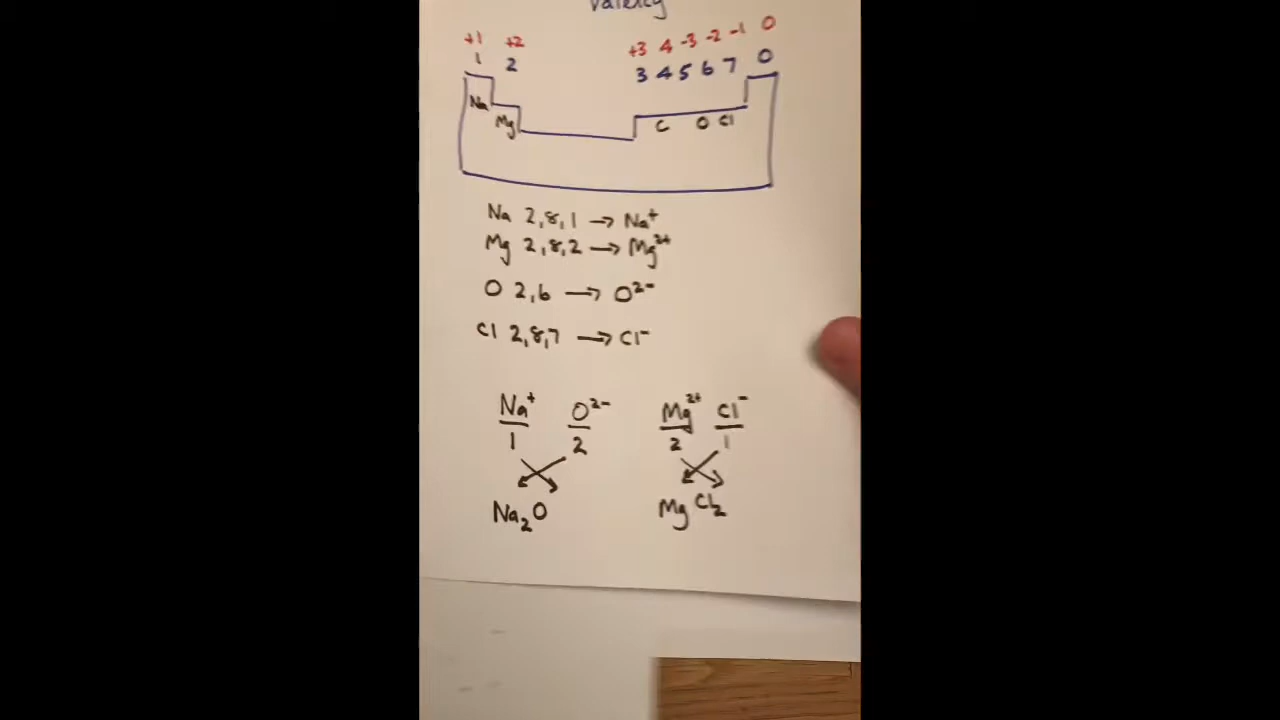 Valency
+1 +2 +3 4 -3 -2 -1 0
1 2 3 4 5 6 7 0
Na Mg C O Cl
Na 2,8,1 → Na⁺
Mg 2,8,2 → Mg²⁺
O 2,6 → O²⁻
Cl 2,8,7 → Cl⁻
Na⁺ O²⁻ Mg²⁺ Cl⁻
1 2 2 1
Na₂O MgCl₂